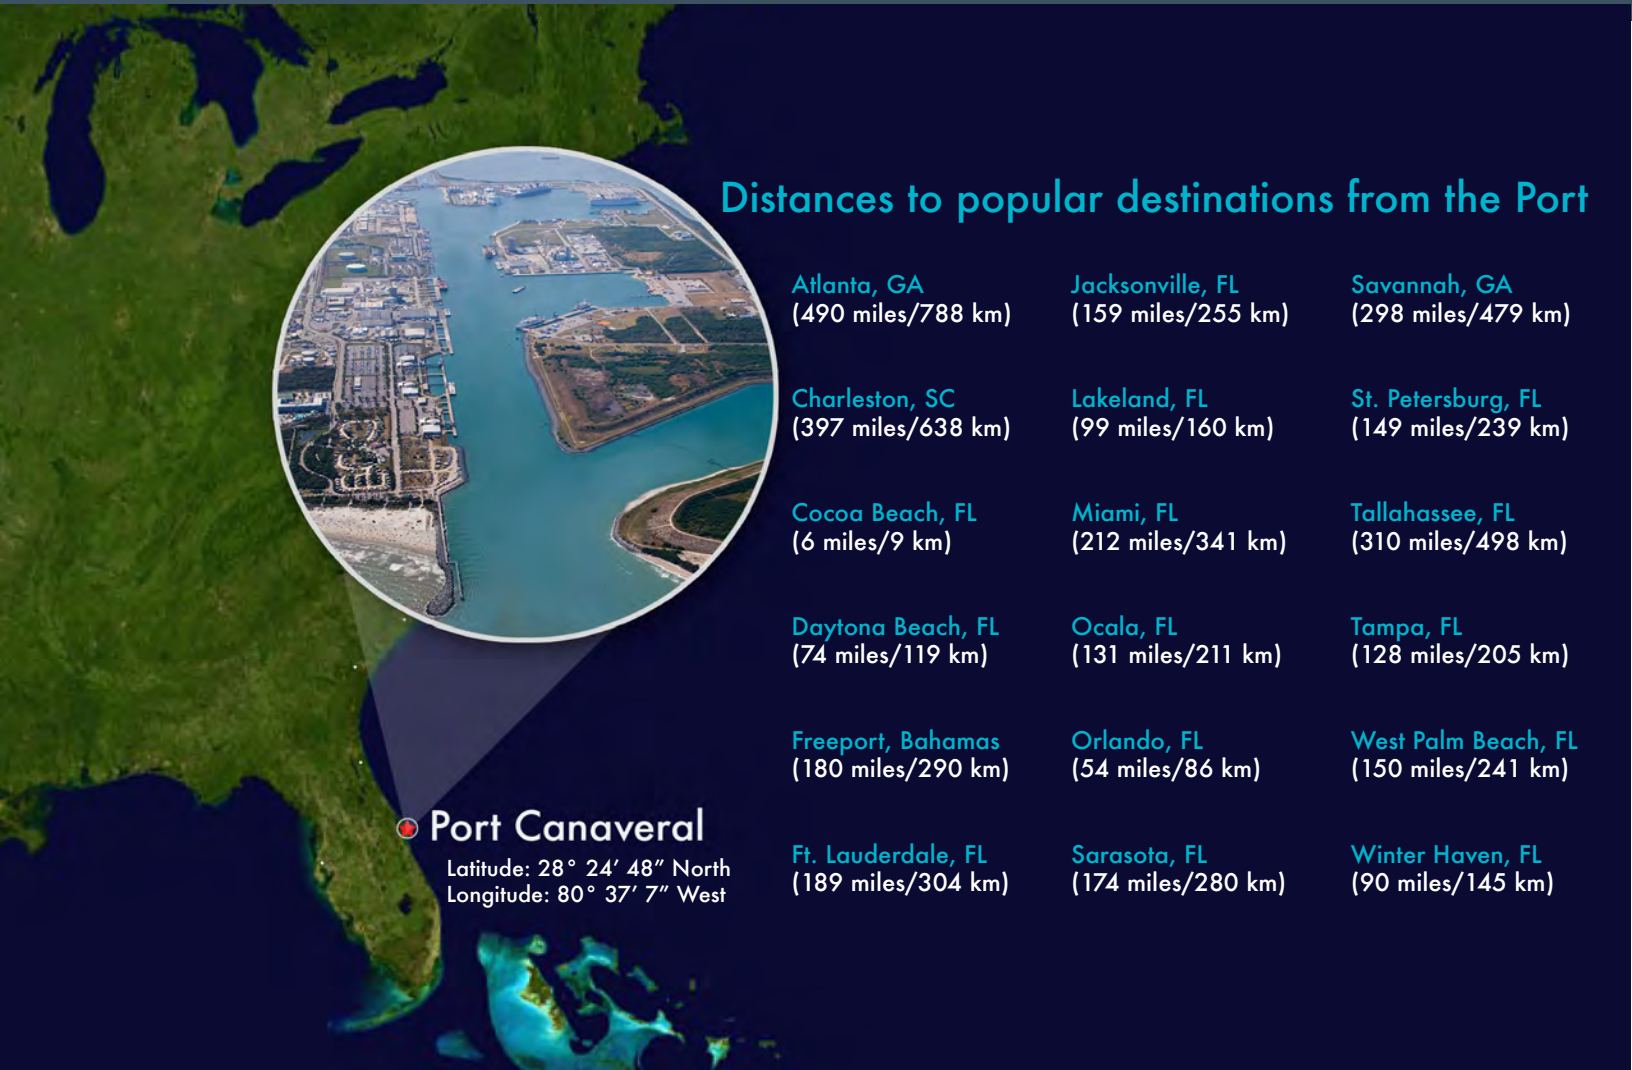 Distances to popular destinations from the Port
Atlanta, GA
(490 miles/788 km)
Charleston, SC
(397 miles/638 km)
Cocoa Beach, FL
(6 miles/9 km)
Daytona Beach, FL
(74 miles/119 km)
Freeport, Bahamas
(180 miles/290 km)
Ft. Lauderdale, FL
(189 miles/304 km)
Jacksonville, FL
(159 miles/255 km)
Lakeland, FL
(99 miles/160 km)
Miami, FL
(212 miles/341 km)
Ocala, FL
(131 miles/211 km)
Orlando, FL
(54 miles/86 km)
Sarasota, FL
(174 miles/280 km)
Savannah, GA
(298 miles/479 km)
St. Petersburg, FL
(149 miles/239 km)
Tallahassee, FL
(310 miles/498 km)
Tampa, FL
(128 miles/205 km)
West Palm Beach, FL
(150 miles/241 km)
Winter Haven, FL
(90 miles/145 km)
Port Canaveral
Latitude: 28° 24′ 48″ North
Longitude: 80° 37′ 7″ West